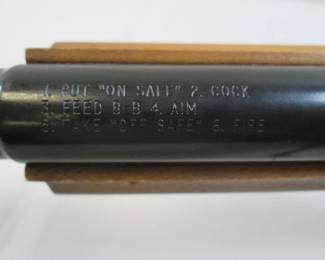 1. PUT "ON SAFE" 2. COCK
3. FEED B-B 4. AIM
5. TAKE "OFF SAFE" 6. FIRE